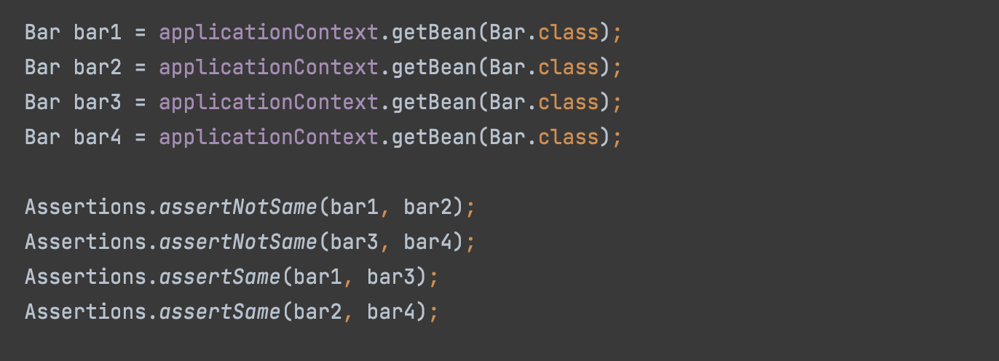 Bar bar1 = applicationContext.getBean(Bar.class);
Bar bar2 = applicationContext.getBean(Bar.class);
Bar bar3 = applicationContext.getBean(Bar.class);
Bar bar4 = applicationContext.getBean(Bar.class);
Assertions.assertNotSame(bar1, bar2);
Assertions.assertNotSame(bar3, bar4);
Assertions.assertSame(bar1, bar3);
Assertions.assertSame(bar2, bar4);